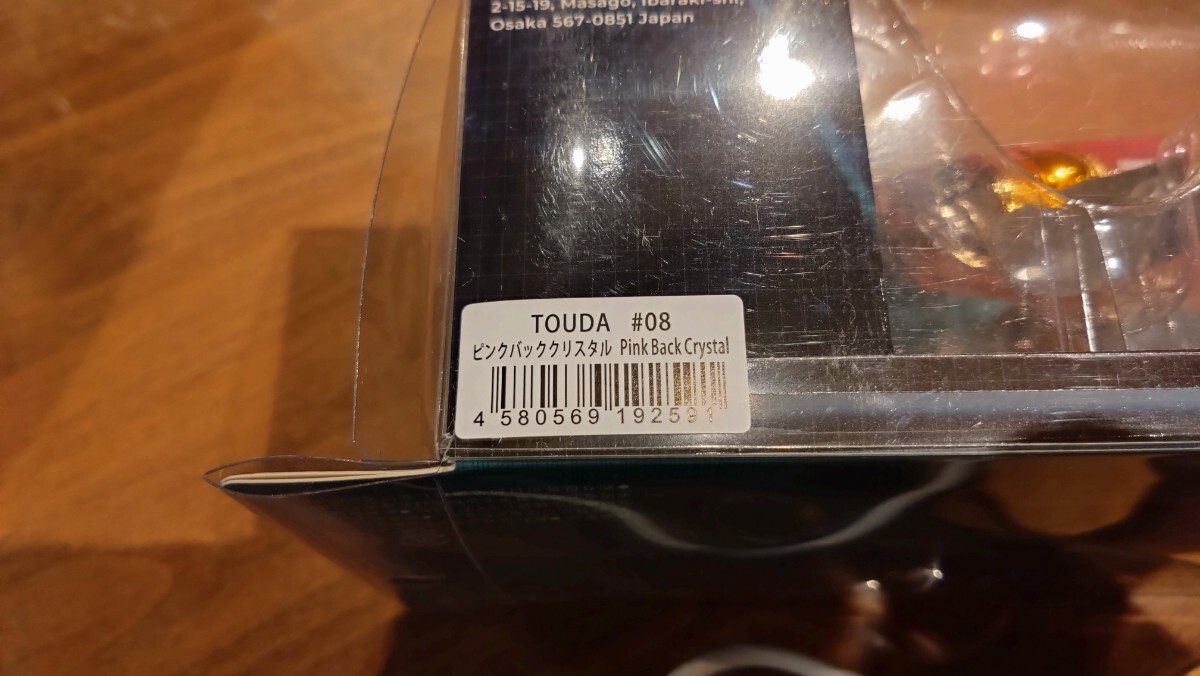 2-15-19, Masago, Ibaraki-shi,
Osaka 567-0851 Japan
TOUDA #08
ピンクバッククリスタル Pink Back Crystal
4 580569 192591